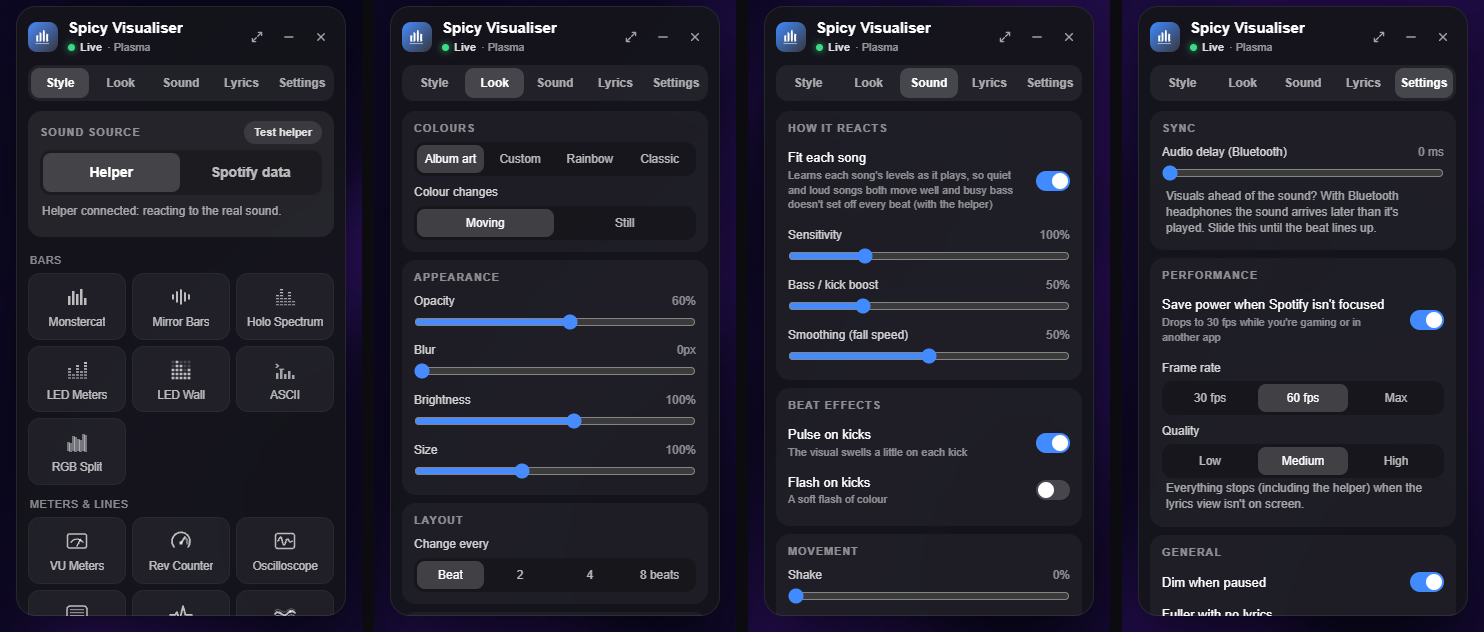 Spicy Visualiser
Live · Plasma
Style Look Sound Lyrics Settings
SOUND SOURCE
Test helper
Helper Spotify data
Helper connected: reacting to the real sound.
BARS
Monstercat Mirror Bars Holo Spectrum
LED Meters LED Wall ASCII
RGB Split
METERS & LINES
VU Meters Rev Counter Oscilloscope
Spicy Visualiser
Live · Plasma
Style Look Sound Lyrics Settings
COLOURS
Album art Custom Rainbow Classic
Colour changes
Moving Still
APPEARANCE
Opacity 60%
Blur 0px
Brightness 100%
Size 100%
LAYOUT
Change every
Beat 2 4 8 beats
Spicy Visualiser
Live · Plasma
Style Look Sound Lyrics Settings
HOW IT REACTS
Fit each song
Learns each song's levels as it plays, so quiet
and loud songs both move well and busy bass
doesn't set off every beat (with the helper)
Sensitivity 100%
Bass / kick boost 50%
Smoothing (fall speed) 50%
BEAT EFFECTS
Pulse on kicks
The visual swells a little on each kick
Flash on kicks
A soft flash of colour
MOVEMENT
Shake 0%
Spicy Visualiser
Live · Plasma
Style Look Sound Lyrics Settings
SYNC
Audio delay (Bluetooth) 0 ms
Visuals ahead of the sound? With Bluetooth
headphones the sound arrives later than it's
played. Slide this until the beat lines up.
PERFORMANCE
Save power when Spotify isn't focused
Drops to 30 fps while you're gaming or in
another app
Frame rate
30 fps 60 fps Max
Quality
Low Medium High
Everything stops (including the helper) when the
lyrics view isn't on screen.
GENERAL
Dim when paused
Fuller with no lyrics